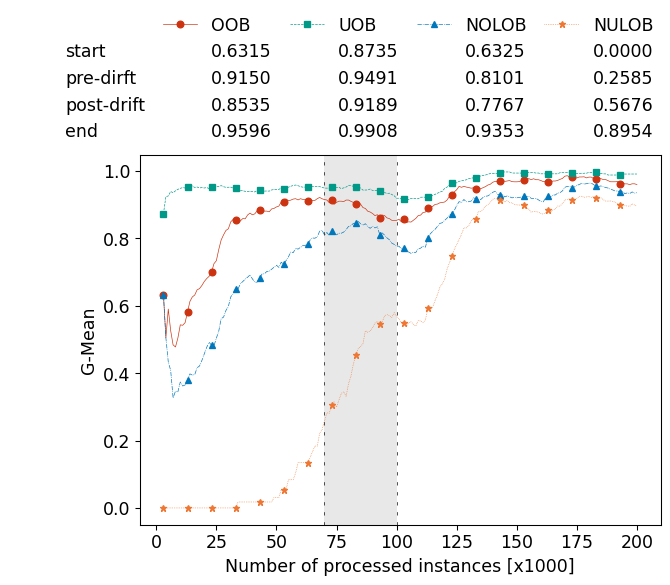 OOB UOB NOLOB NULOB
start 0.6315 0.8735 0.6325 0.0000
pre-dirft 0.9150 0.9491 0.8101 0.2585
post-drift 0.8535 0.9189 0.7767 0.5676
end 0.9596 0.9908 0.9353 0.8954
1.0
0.8
0.6
0.4
0.2
0.0
G-Mean
0 25 50 75 100 125 150 175 200
Number of processed instances [x1000]